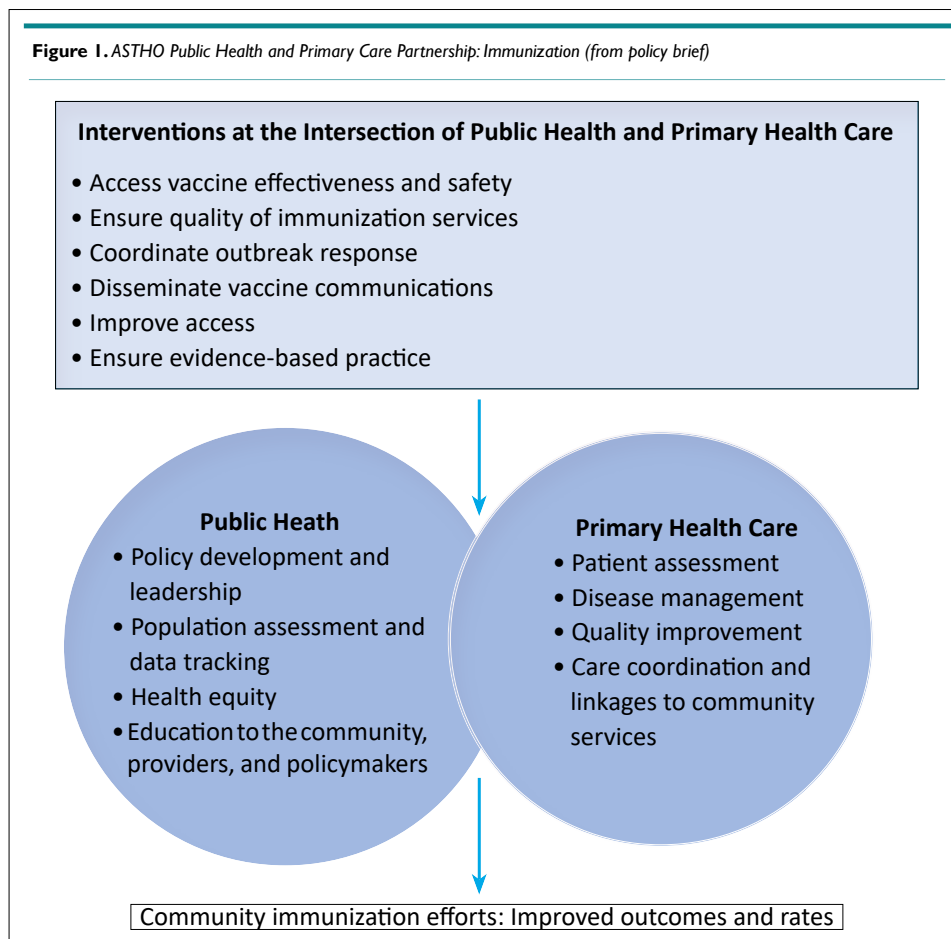 Figure 1. ASTHO Public Health and Primary Care Partnership: Immunization (from policy brief)
Interventions at the Intersection of Public Health and Primary Health Care
• Access vaccine effectiveness and safety
• Ensure quality of immunization services
• Coordinate outbreak response
• Disseminate vaccine communications
• Improve access
• Ensure evidence-based practice
Public Heath
• Policy development and
leadership
• Population assessment and
data tracking
• Health equity
• Education to the community,
providers, and policymakers
Primary Health Care
• Patient assessment
• Disease management
• Quality improvement
• Care coordination and
linkages to community
services
Community immunization efforts: Improved outcomes and rates